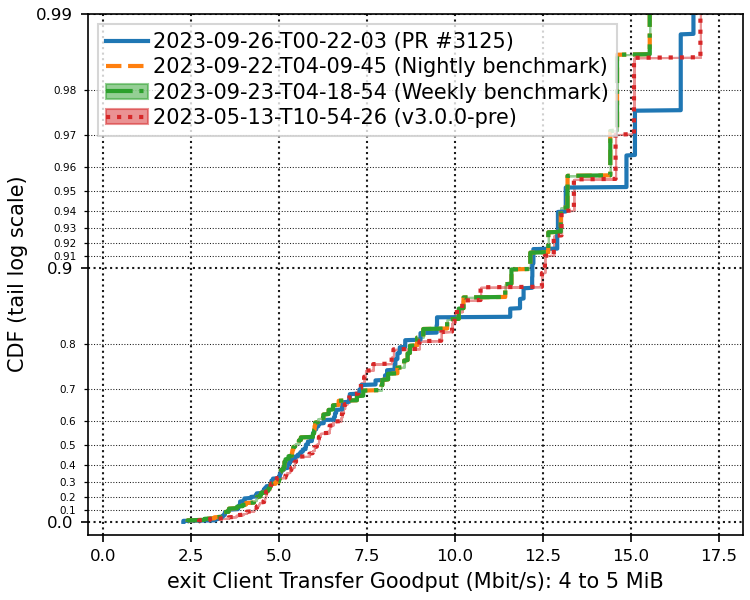 0.99
2023-09-26-T00-22-03 (PR #3125)
2023-09-22-T04-09-45 (Nightly benchmark)
2023-09-23-T04-18-54 (Weekly benchmark)
2023-05-13-T10-54-26 (v3.0.0-pre)
0.98
0.97
0.96
0.95
0.94
0.93
0.92
0.91
0.9
0.8
0.7
0.6
0.5
0.4
0.3
0.2
0.1
0.0
CDF (tail log scale)
0.0 2.5 5.0 7.5 10.0 12.5 15.0 17.5
exit Client Transfer Goodput (Mbit/s): 4 to 5 MiB